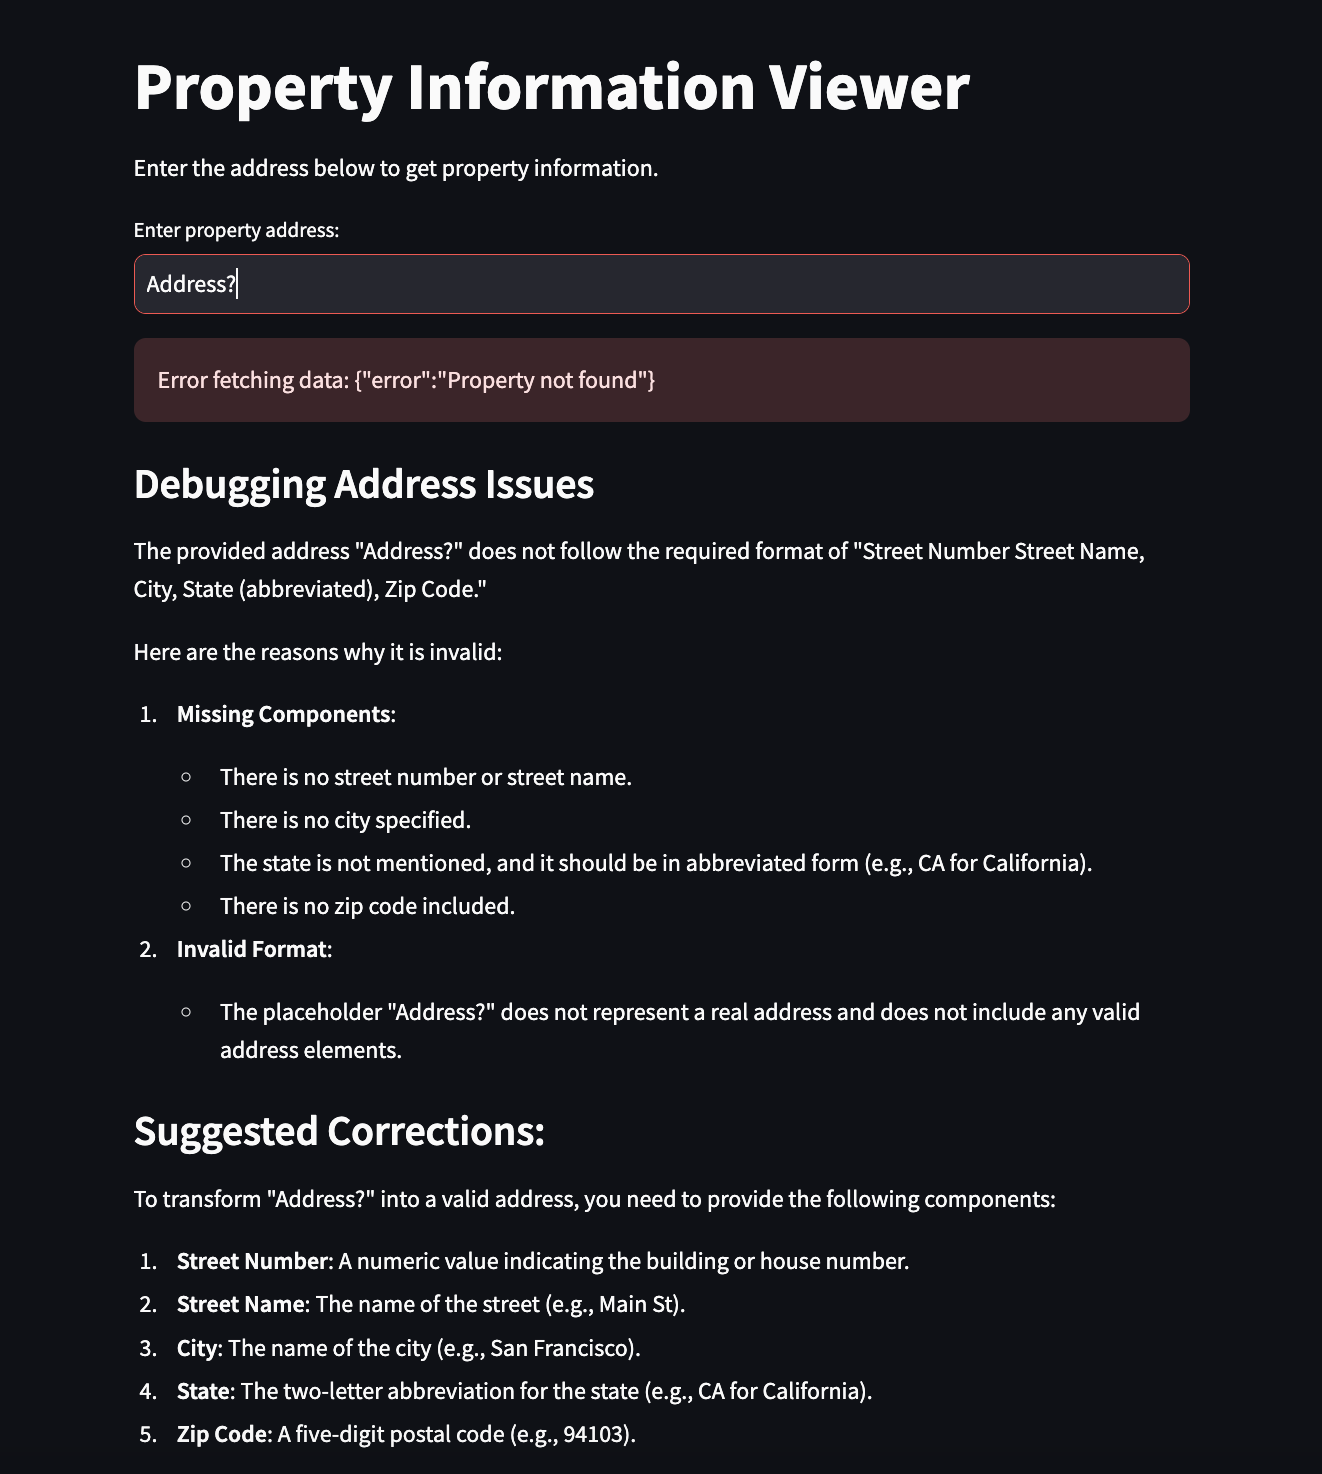 Property Information Viewer
Enter the address below to get property information.
Enter property address:
Address?
Error fetching data: {"error":"Property not found"}
Debugging Address Issues
The provided address "Address?" does not follow the required format of "Street Number Street Name,
City, State (abbreviated), Zip Code."
Here are the reasons why it is invalid:
1. Missing Components:
○ There is no street number or street name.
○ There is no city specified.
○ The state is not mentioned, and it should be in abbreviated form (e.g., CA for California).
○ There is no zip code included.
2. Invalid Format:
○ The placeholder "Address?" does not represent a real address and does not include any valid
address elements.
Suggested Corrections:
To transform "Address?" into a valid address, you need to provide the following components:
1. Street Number: A numeric value indicating the building or house number.
2. Street Name: The name of the street (e.g., Main St).
3. City: The name of the city (e.g., San Francisco).
4. State: The two-letter abbreviation for the state (e.g., CA for California).
5. Zip Code: A five-digit postal code (e.g., 94103).